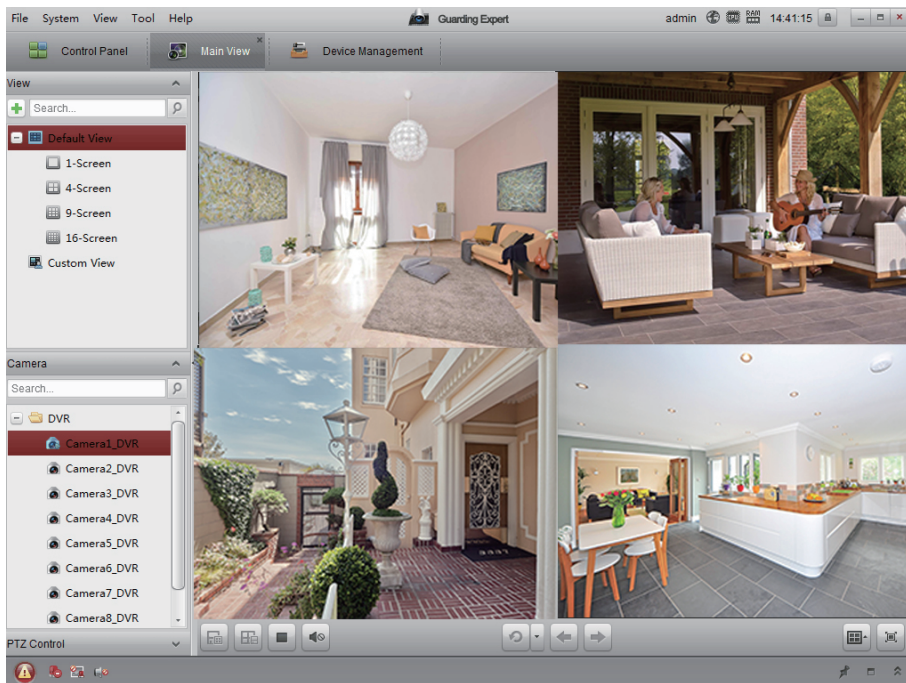 File System View Tool Help Guarding Expert admin RAM 14:41:15
Control Panel Main View Device Management
View
Search...
Default View
1-Screen
4-Screen
9-Screen
16-Screen
Custom View
Camera
Search...
DVR
Camera1_DVR
Camera2_DVR
Camera3_DVR
Camera4_DVR
Camera5_DVR
Camera6_DVR
Camera7_DVR
Camera8_DVR
PTZ Control